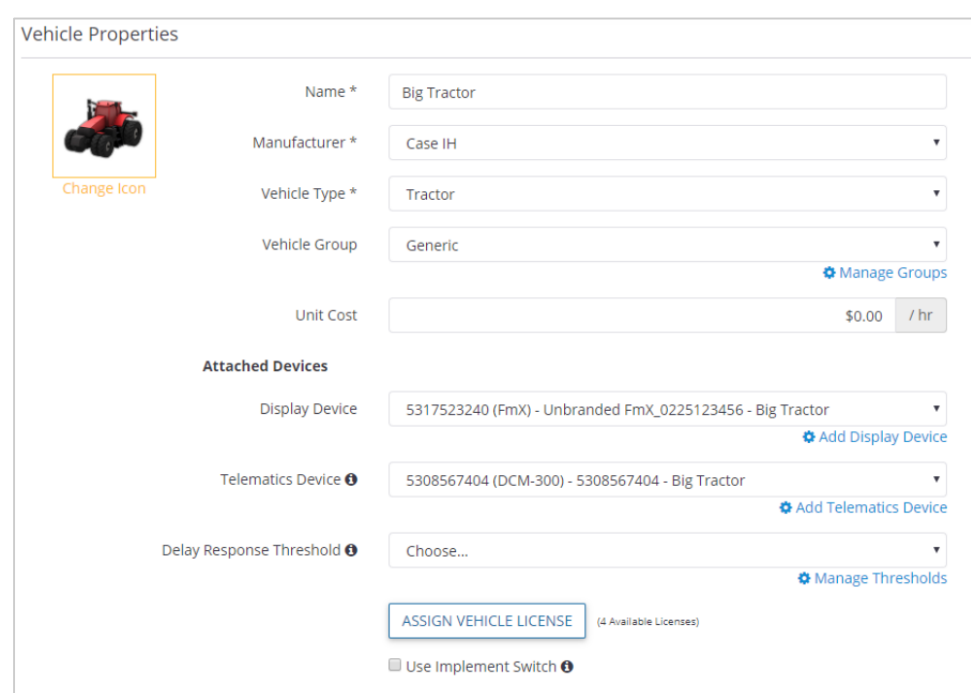 Vehicle Properties
Name *
Big Tractor
Manufacturer *
Case IH
Change Icon
Vehicle Type *
Tractor
Vehicle Group
Generic
Manage Groups
Unit Cost
$0.00 / hr
Attached Devices
Display Device
5317523240 (FmX) - Unbranded FmX_0225123456 - Big Tractor
Add Display Device
Telematics Device
5308567404 (DCM-300) - 5308567404 - Big Tractor
Add Telematics Device
Delay Response Threshold
Choose...
Manage Thresholds
ASSIGN VEHICLE LICENSE (4 Available Licenses)
Use Implement Switch